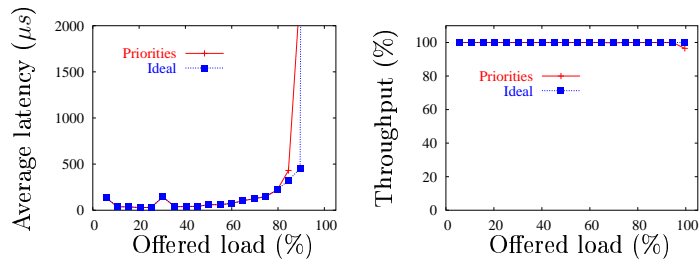 Average latency (μs)
2000
1500
1000
500
0
Priorities
Ideal
0 20 40 60 80 100
Offered load (%)
Throughput (%)
100
80
60
40
20
0
Priorities
Ideal
0 20 40 60 80 100
Offered load (%)